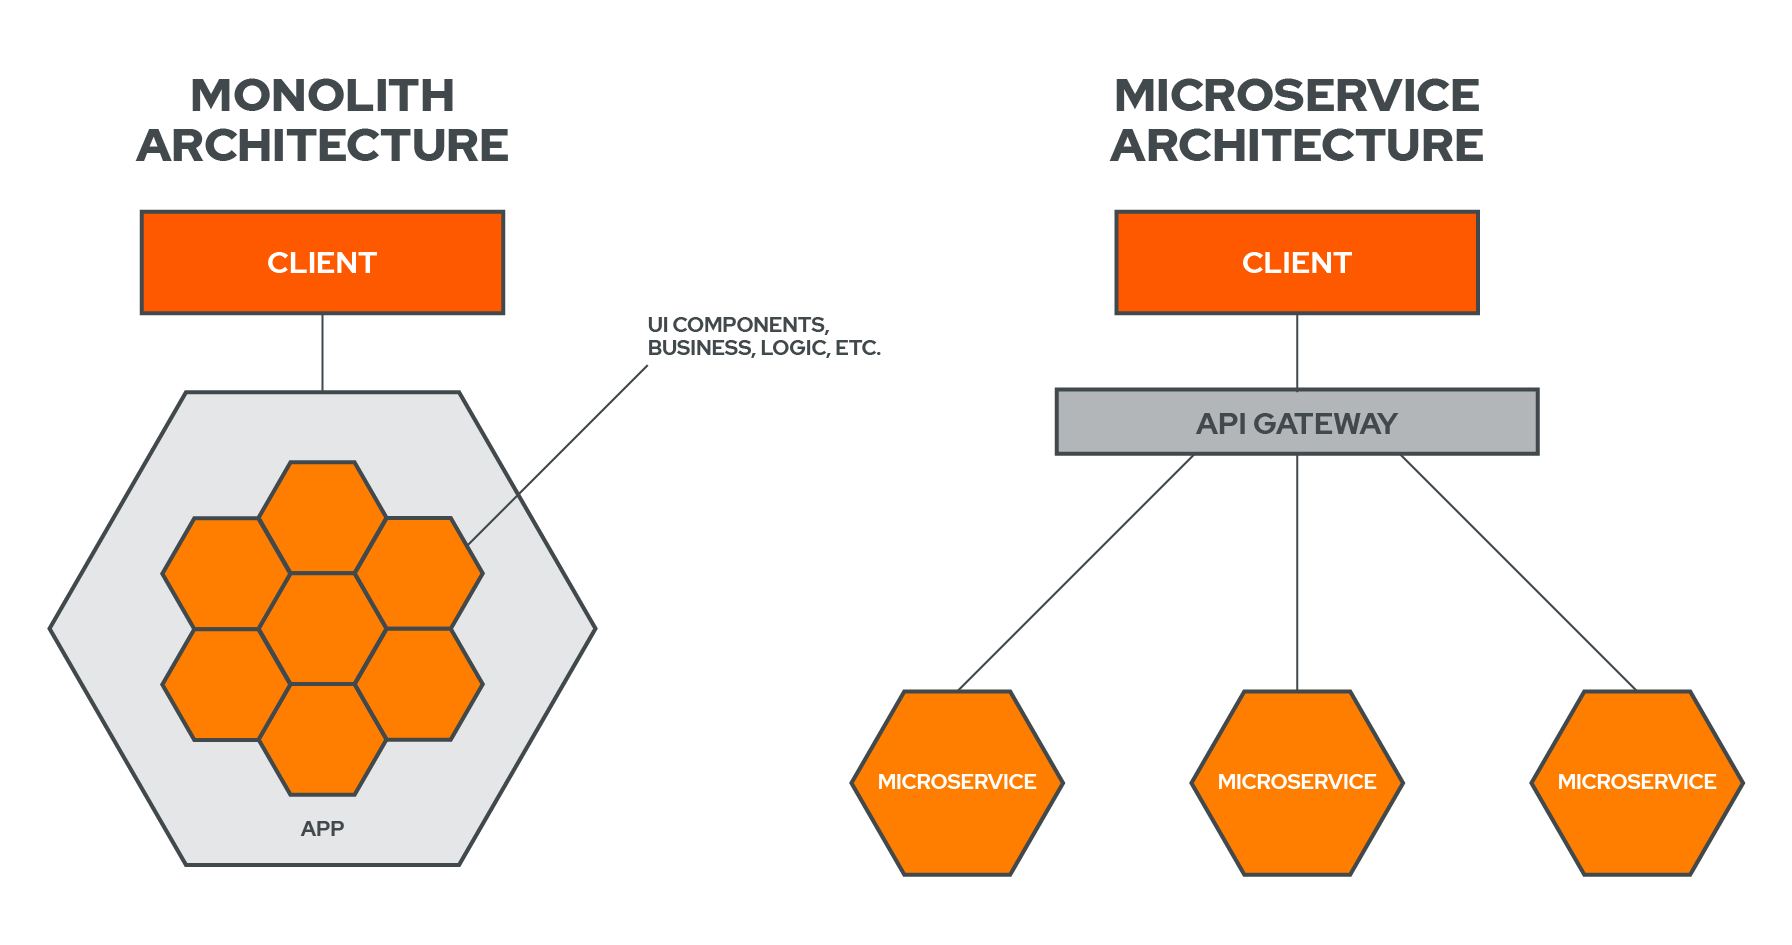 MONOLITH
ARCHITECTURE
CLIENT
UI COMPONENTS,
BUSINESS, LOGIC, ETC.
APP
MICROSERVICE
ARCHITECTURE
CLIENT
API GATEWAY
MICROSERVICE
MICROSERVICE
MICROSERVICE